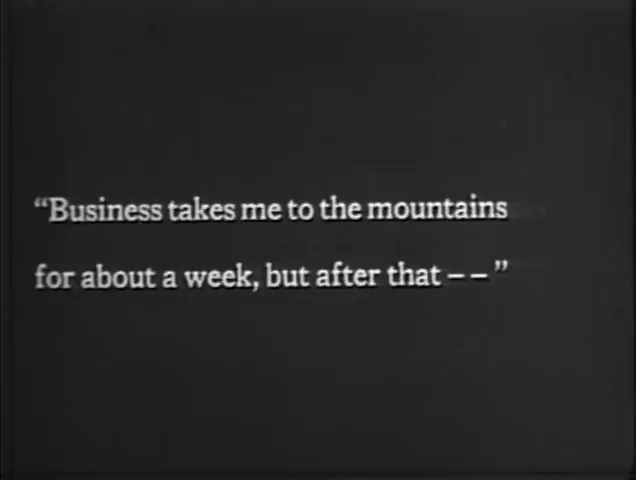 “Business takes me to the mountains
for about a week, but after that – – ”